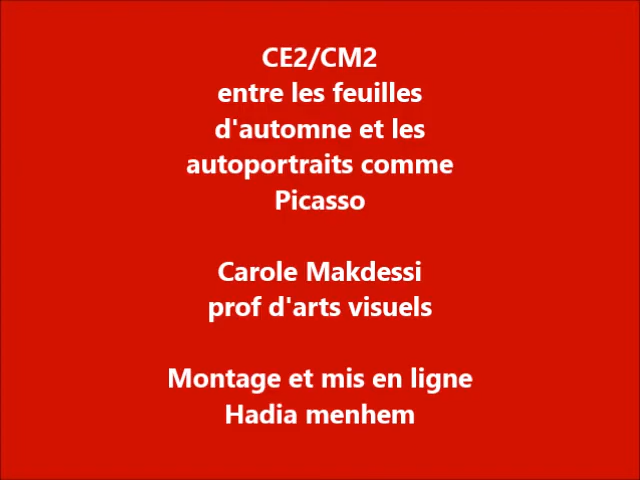 CE2/CM2
entre les feuilles
d'automne et les
autoportraits comme
Picasso
Carole Makdessi
prof d'arts visuels
Montage et mis en ligne
Hadia menhem